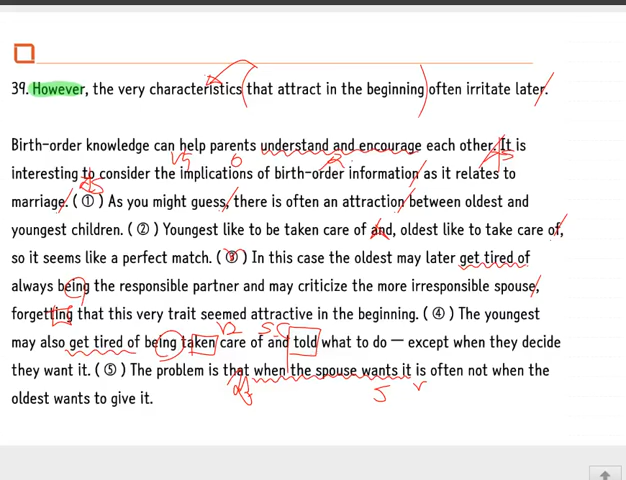 39. However, the very characteristics that attract in the beginning often irritate later.
Birth-order knowledge can help parents understand and encourage each other. It is
interesting to consider the implications of birth-order information as it relates to
marriage. ( ① ) As you might guess, there is often an attraction between oldest and
youngest children. ( ② ) Youngest like to be taken care of and, oldest like to take care of,
so it seems like a perfect match. ( ③ ) In this case the oldest may later get tired of
always being the responsible partner and may criticize the more irresponsible spouse,
forgetting that this very trait seemed attractive in the beginning. ( ④ ) The youngest
may also get tired of being taken care of and told what to do — except when they decide
they want it. ( ⑤ ) The problem is that when the spouse wants it is often not when the
oldest wants to give it.